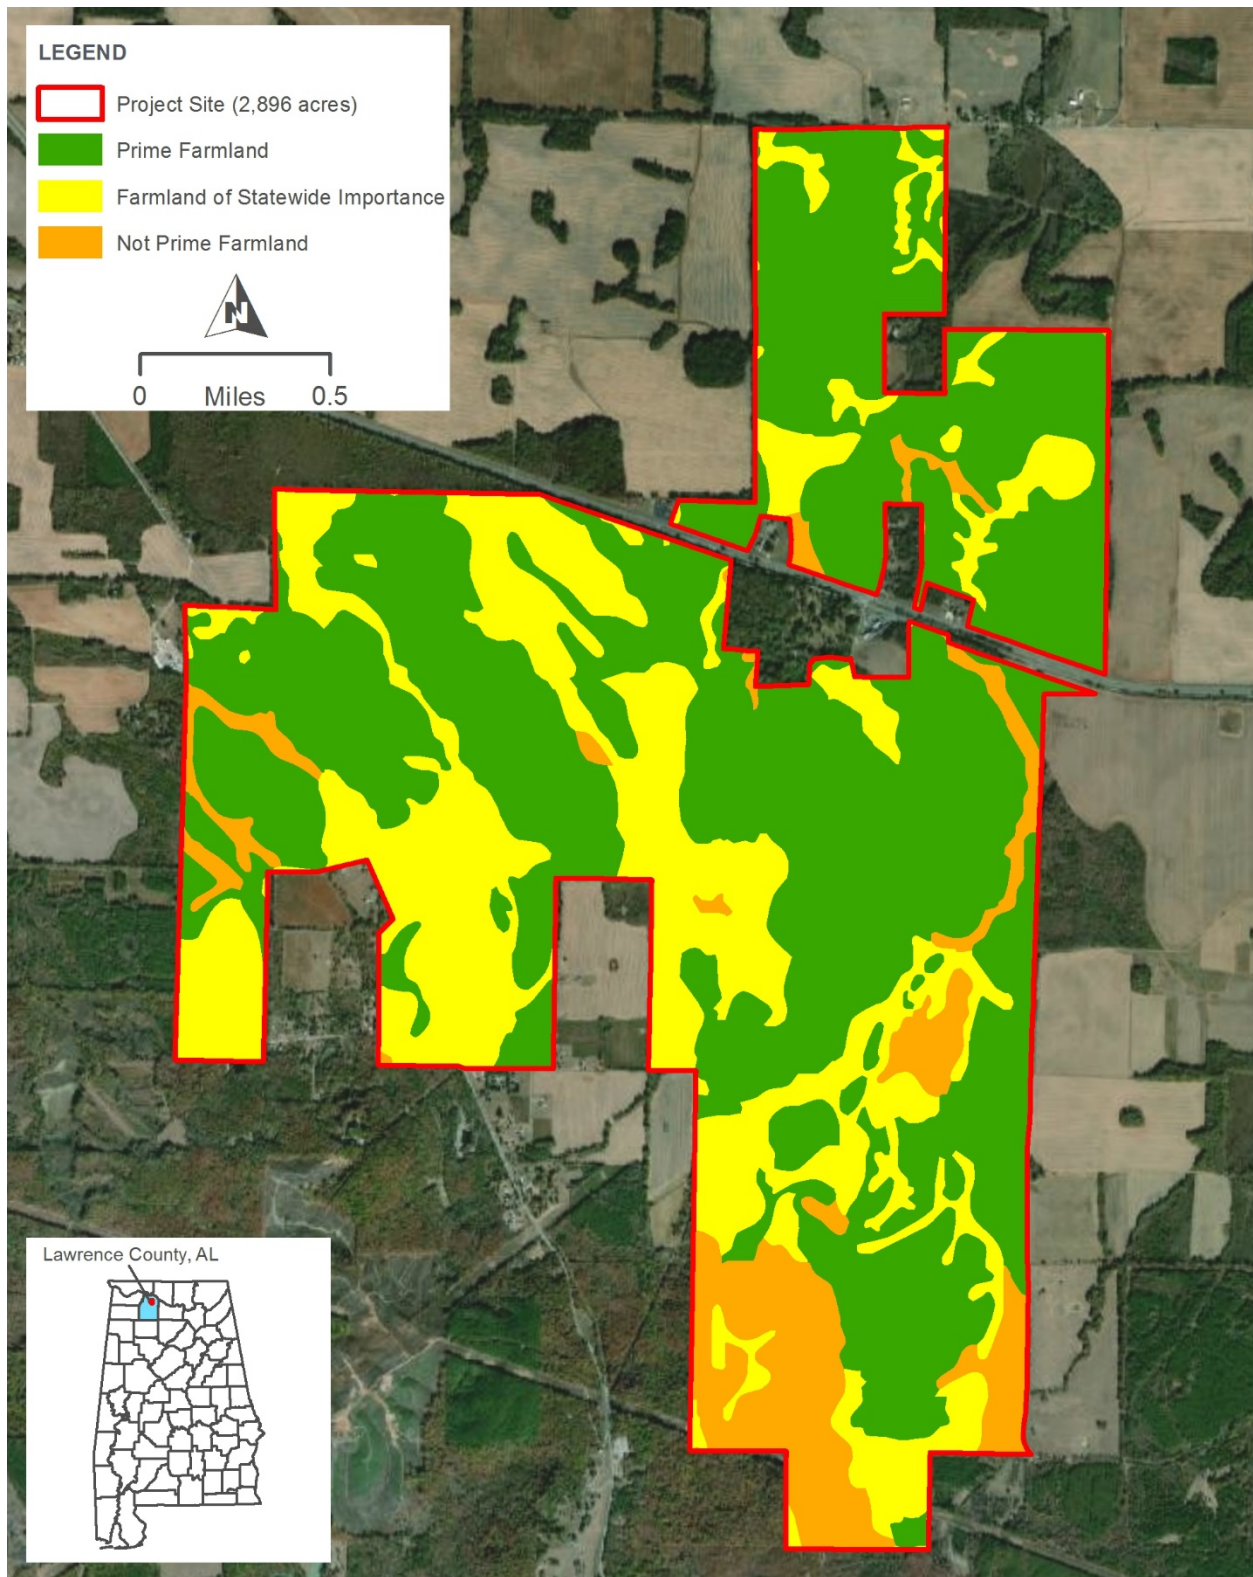 LEGEND
Project Site (2,896 acres)
Prime Farmland
Farmland of Statewide Importance
Not Prime Farmland
N
0 Miles 0.5
Lawrence County, AL